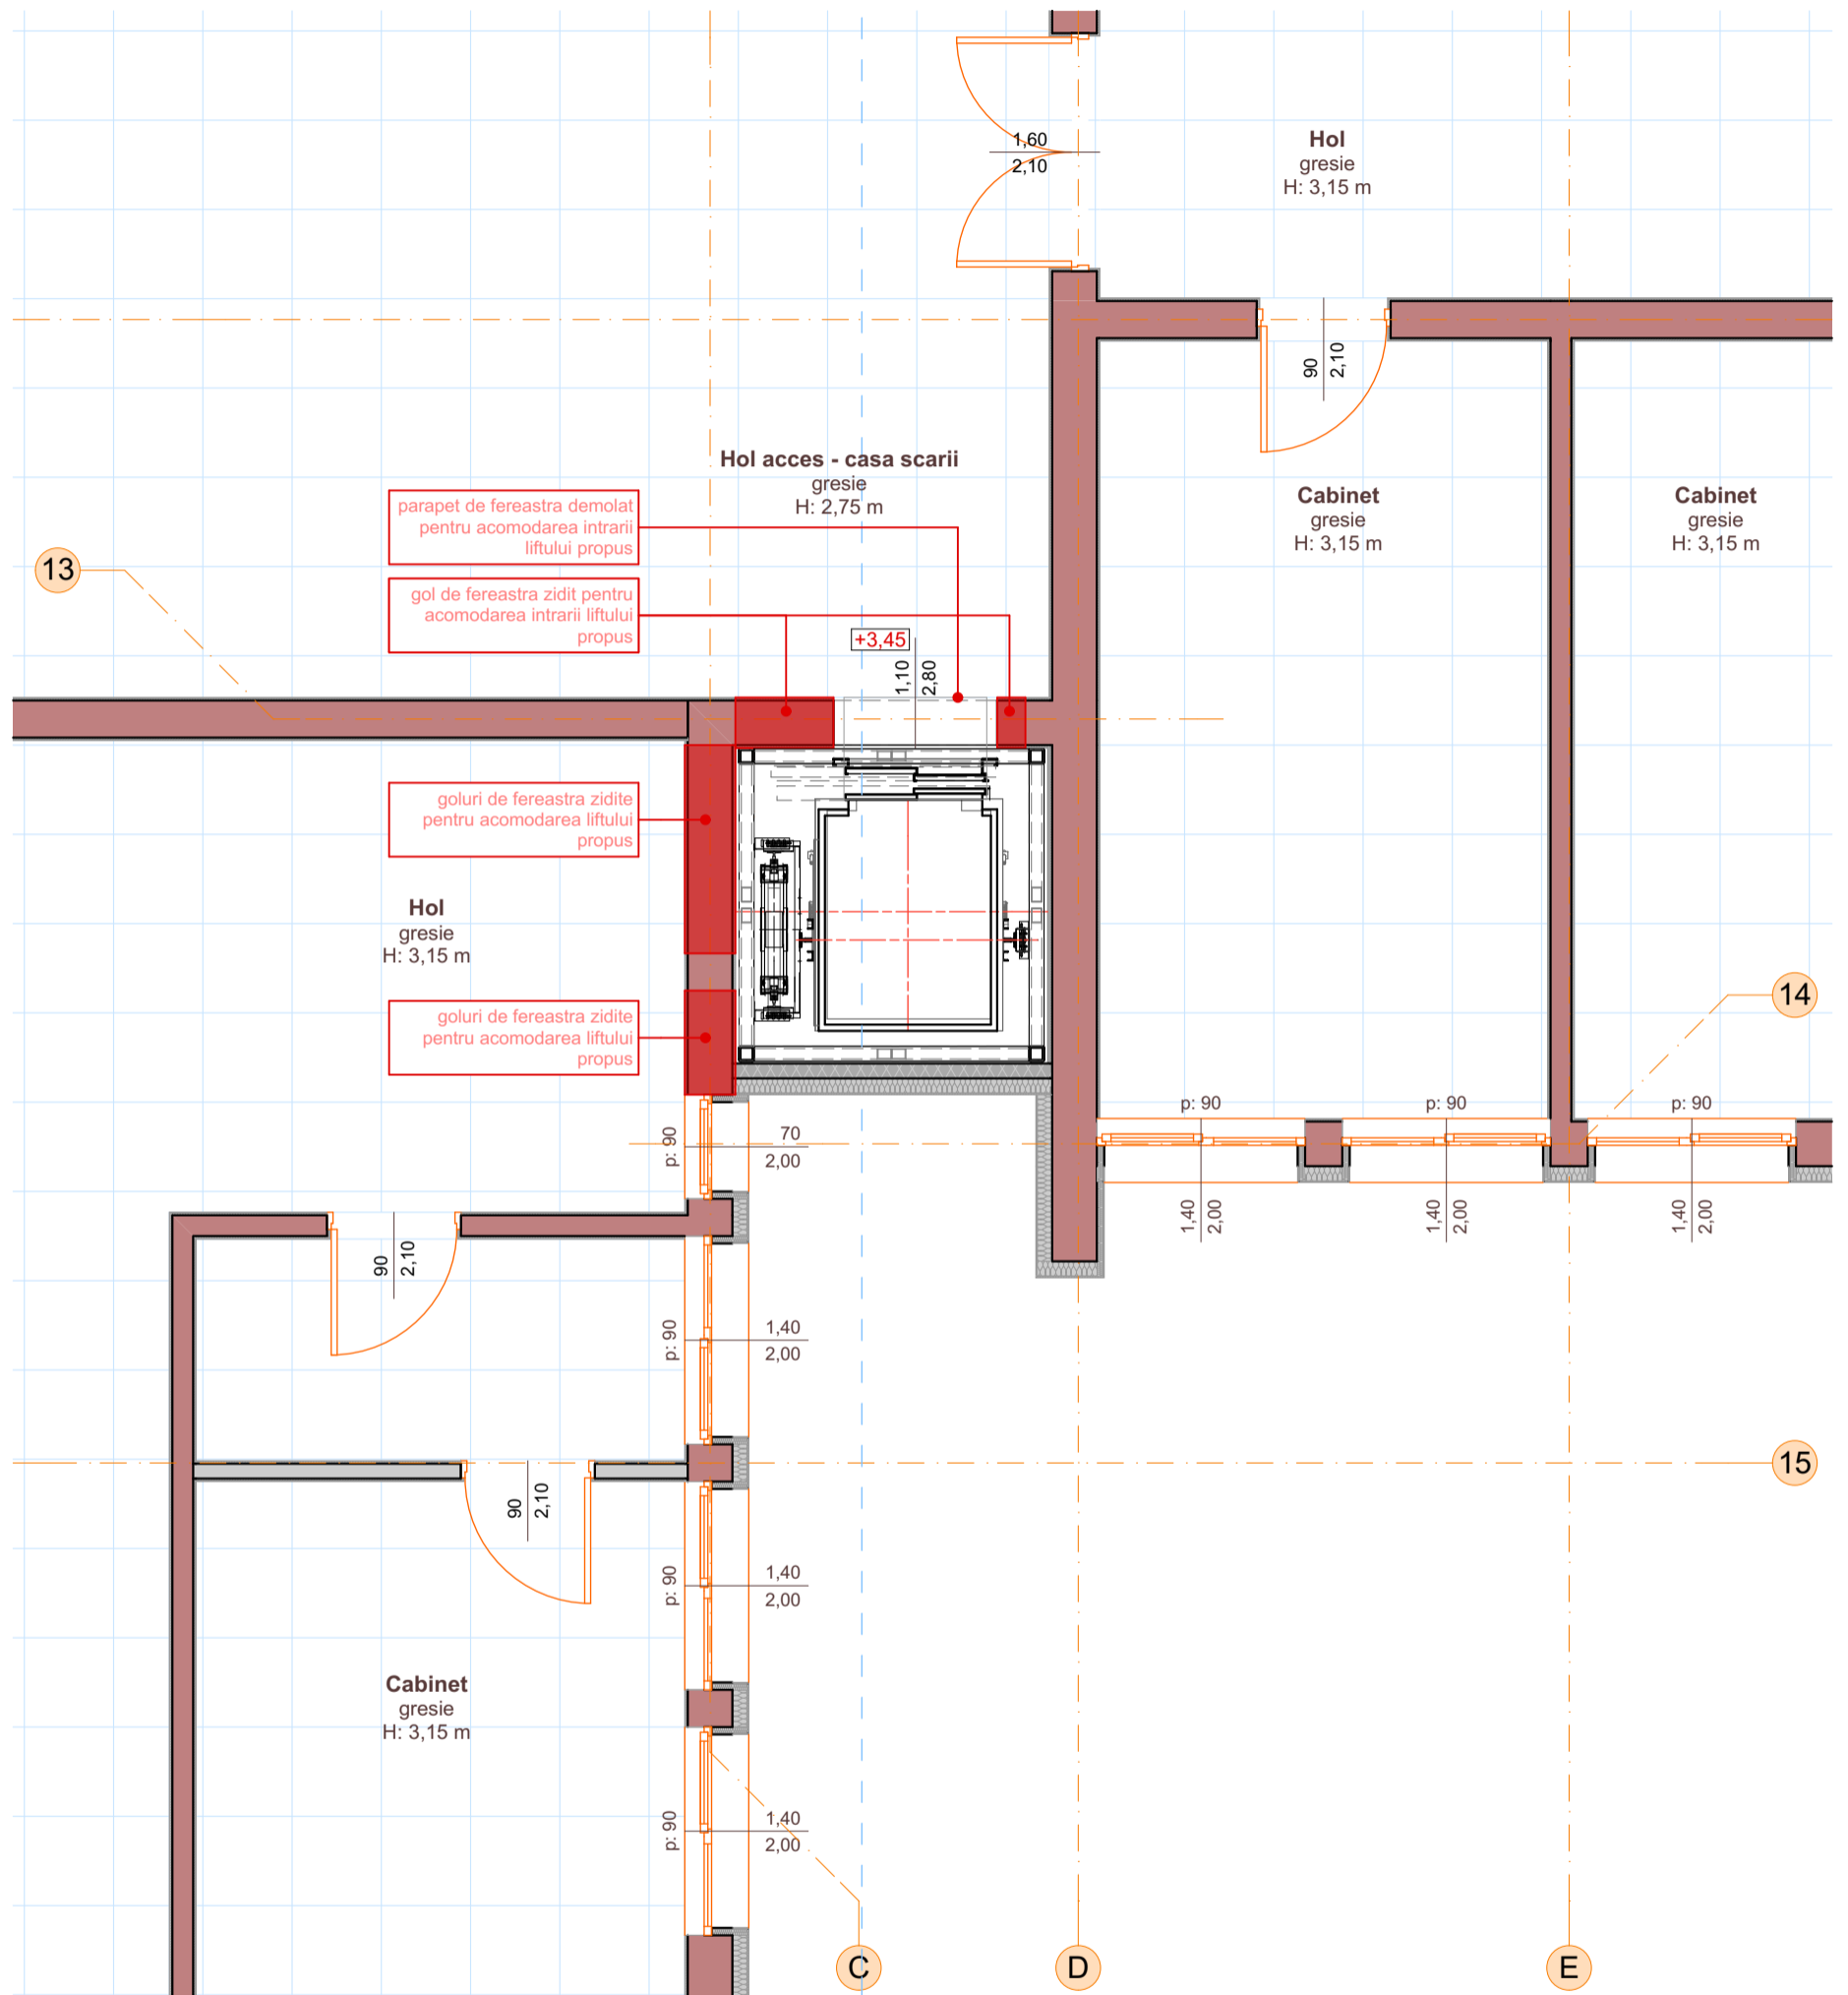 1,60
2,10
Hol
gresie
H: 3,15 m
90
2,10
Hol acces - casa scarii
gresie
H: 2,75 m
Cabinet
gresie
H: 3,15 m
Cabinet
gresie
H: 3,15 m
parapet de fereastra demolat
pentru acomodarea intrarii
liftului propus
13
gol de fereastra zidit pentru
acomodarea intrarii liftului
propus
+3,45
1,10
2,80
goluri de fereastra zidite
pentru acomodarea liftului
propus
Hol
gresie
H: 3,15 m
14
goluri de fereastra zidite
pentru acomodarea liftului
propus
p: 90
p: 90
p: 90
p: 90
70
2,00
1,40
2,00
1,40
2,00
1,40
2,00
90
2,10
p: 90
1,40
2,00
15
90
2,10
p: 90
1,40
2,00
Cabinet
gresie
H: 3,15 m
p: 90
1,40
2,00
C
D
E